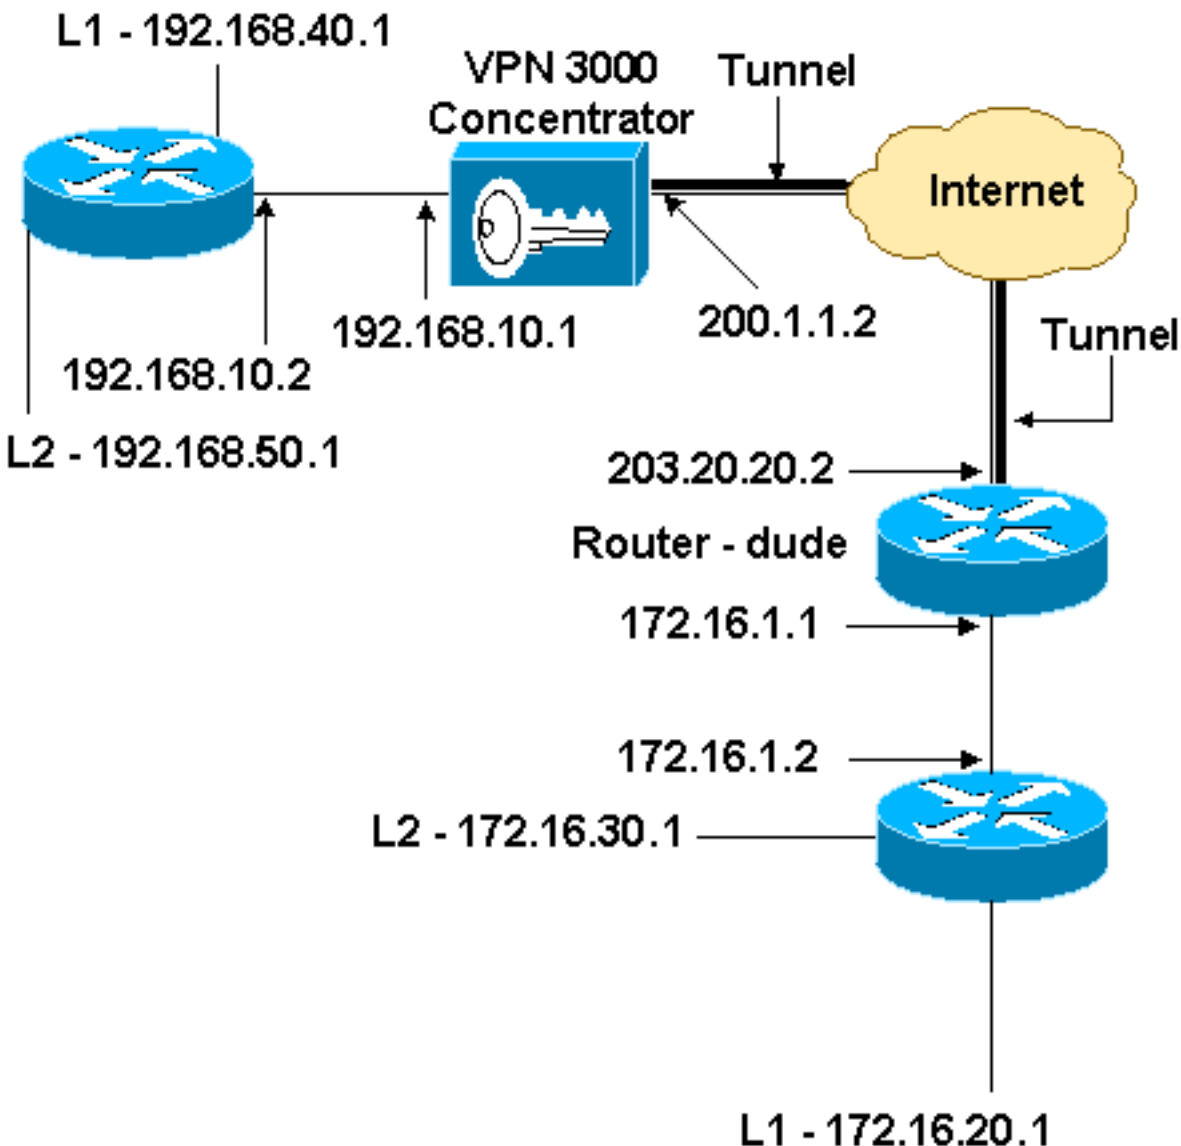 L1 - 192.168.40.1
VPN 3000
Concentrator
Tunnel
Internet
192.168.10.1
200.1.1.2
Tunnel
192.168.10.2
L2 - 192.168.50.1
203.20.20.2
Router - dude
172.16.1.1
172.16.1.2
L2 - 172.16.30.1
L1 - 172.16.20.1